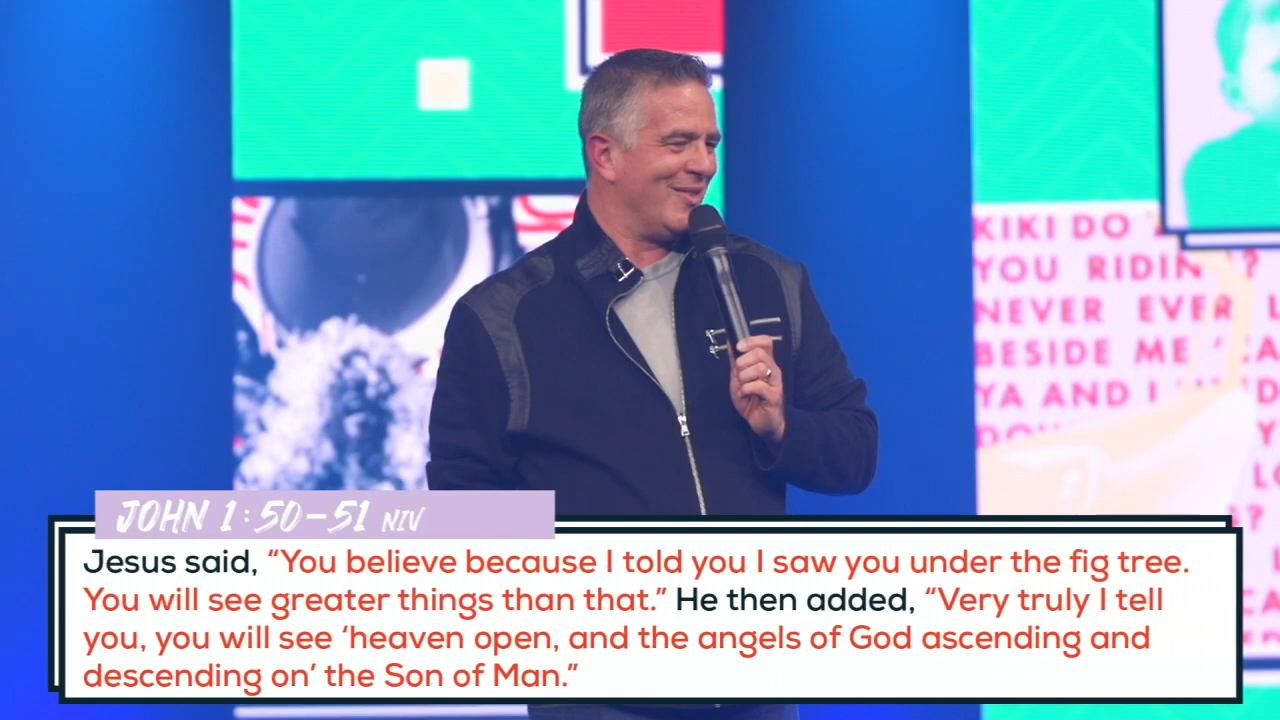 KIKI DO
YOU RIDIN ?
NEVER EVER L
BESIDE ME 'CA
YA AND I
JOHN 1:50-51 NIV
Jesus said, “You believe because I told you I saw you under the fig tree.
You will see greater things than that.” He then added, “Very truly I tell
you, you will see ‘heaven open, and the angels of God ascending and
descending on’ the Son of Man.”